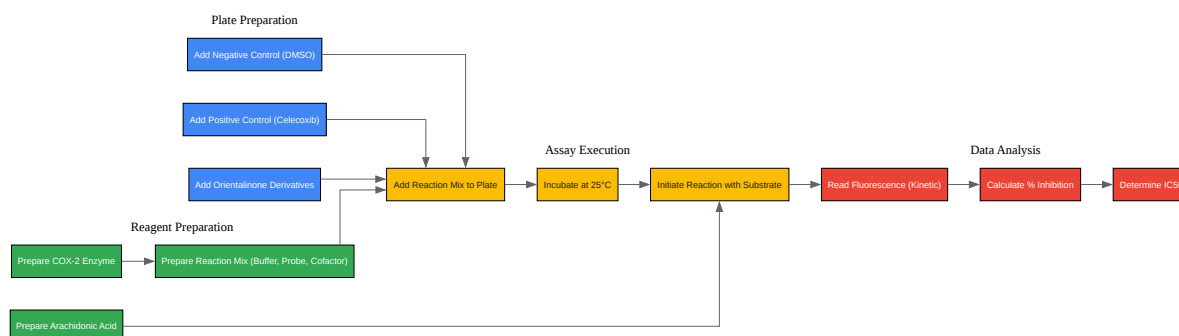 Plate Preparation
Add Negative Control (DMSO)
Add Positive Control (Celecoxib)
Assay Execution
Data Analysis
Add Orientalinone Derivatives
Add Reaction Mix to Plate
Incubate at 25°C
Initiate Reaction with Substrate
Read Fluorescence (Kinetic)
Calculate % Inhibition
Determine IC50
Reagent Preparation
Prepare COX-2 Enzyme
Prepare Reaction Mix (Buffer, Probe, Cofactor)
Prepare Arachidonic Acid